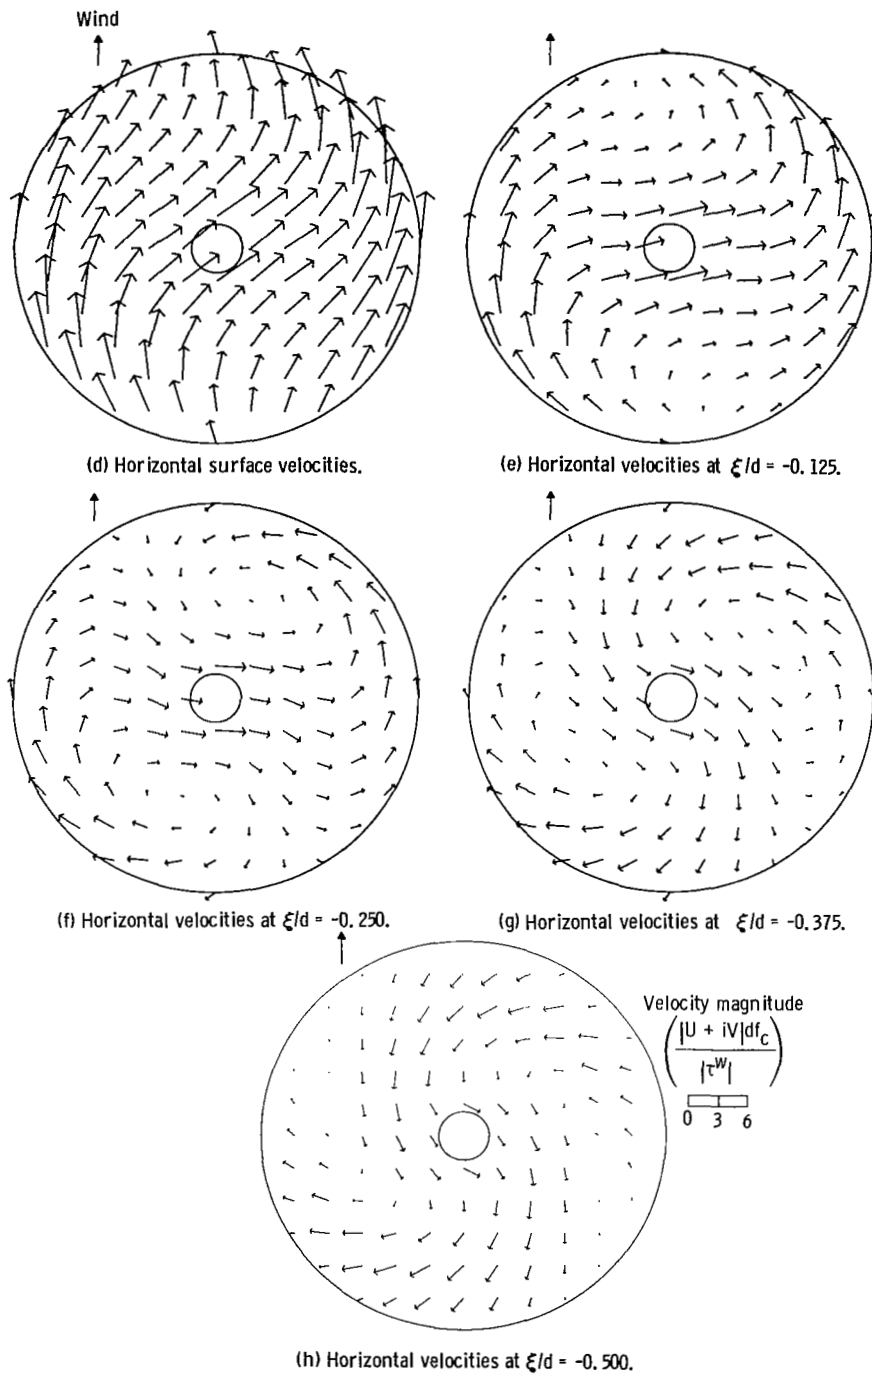 Wind
(d) Horizontal surface velocities.
(e) Horizontal velocities at ξ/d = -0.125.
(f) Horizontal velocities at ξ/d = -0.250.
(g) Horizontal velocities at ξ/d = -0.375.
Velocity magnitude
(|U + iV|df_c / |τ^W|)
0 3 6
(h) Horizontal velocities at ξ/d = -0.500.